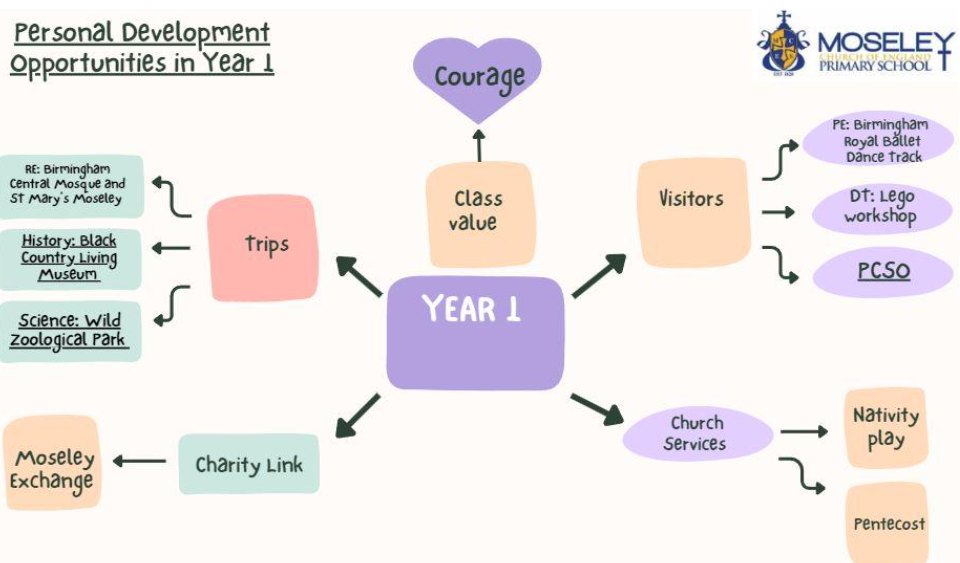 Personal Development
Opportunities in Year 1
MOSELEY
CHURCH OF ENGLAND
PRIMARY SCHOOL
EST 1828
Courage
Class
value
Trips
RE: Birmingham
Central Mosque and
St Mary's Moseley
History: Black
Country Living
Museum
Science: Wild
Zoological Park
Visitors
PE: Birmingham
Royal Ballet
Dance Track
DT: Lego
workshop
PCSO
YEAR 1
Charity Link
Moseley
Exchange
Church
Services
Nativity
play
Pentecost